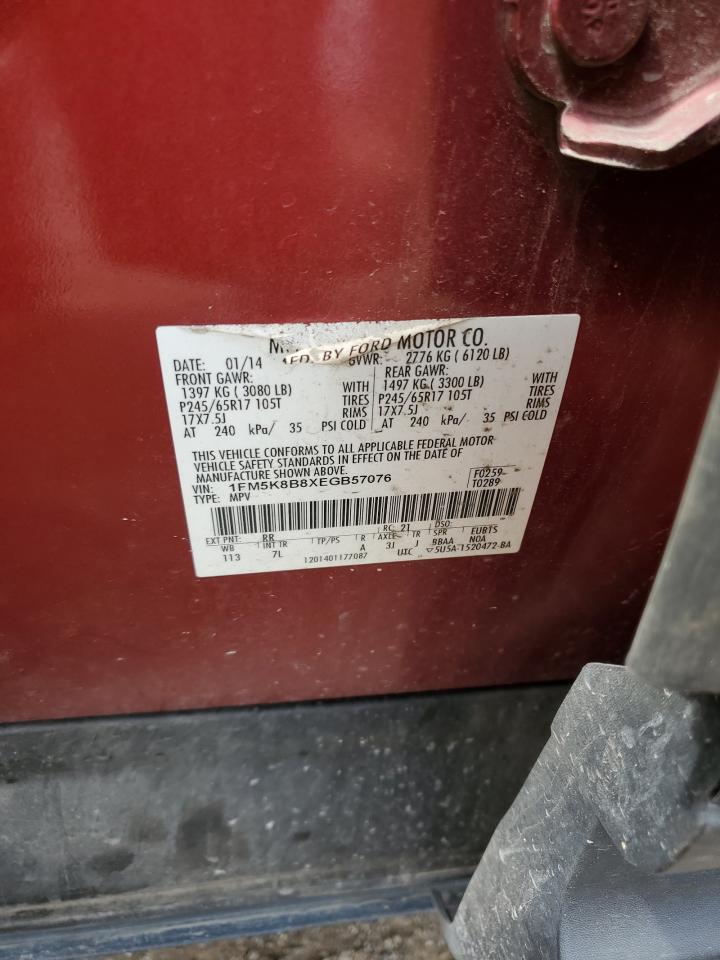 BY FORD MOTOR CO.
DATE: 01/14 GVWR: 2776 KG ( 6120 LB)
FRONT GAWR: REAR GAWR:
1397 KG ( 3080 LB) WITH 1497 KG ( 3300 LB) WITH
P245/65R17 105T TIRES P245/65R17 105T TIRES
17X7.5J RIMS 17X7.5J RIMS
AT 240 kPa/ 35 PSI COLD AT 240 kPa/ 35 PSI COLD
THIS VEHICLE CONFORMS TO ALL APPLICABLE FEDERAL MOTOR
VEHICLE SAFETY STANDARDS IN EFFECT ON THE DATE OF
MANUFACTURE SHOWN ABOVE.
VIN: 1FM5K8B8XEGB57076 F0259
TYPE: MPV T0289
EXT PNT: RR RC: 21 DSO:
WB INT TR TP/PS R AXLE TR SPR EUBTS
113 7L A 3J J BBAA N0A
1201401177087 UTC ▽5U5A-1520472-BA